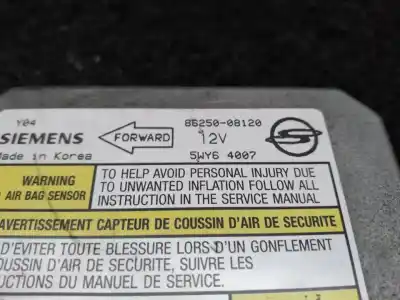 Y04
86250-08120
SIEMENS
FORWARD
12V
Made in Korea
5WY6 4007
WARNING
AIR BAG SENSOR
TO HELP AVOID PERSONAL INJURY DUE
TO UNWANTED INFLATION FOLLOW ALL
INSTRUCTION IN THE SERVICE MANUAL
AVERTISSEMENT CAPTEUR DE COUSSIN D'AIR DE SECURITE
D'EVITER TOUTE BLESSURE LORS D'UN GONFLEMENT
COUSSIN D'AIR DE SECURITE, SUIVRE LES
INSTRUCTIONS DU MANUEL DE SERVICE.